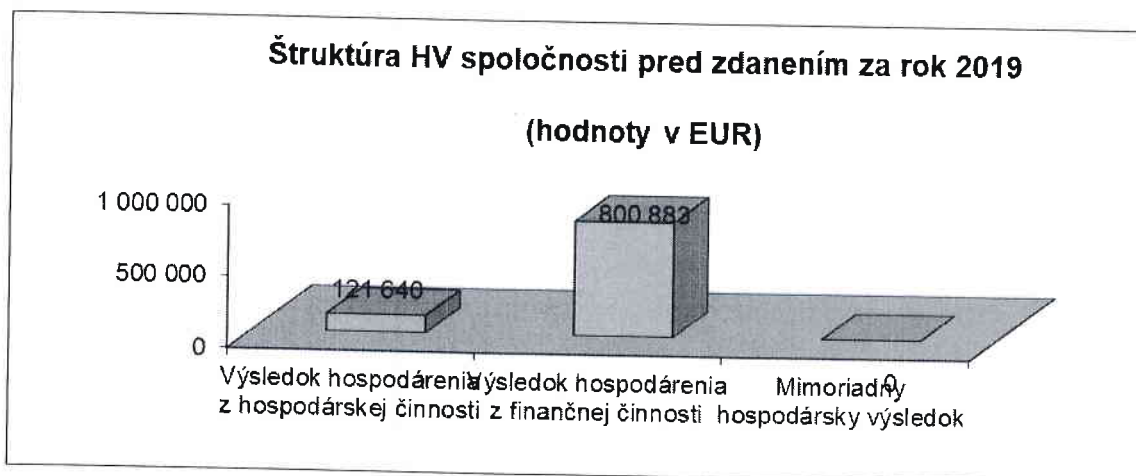 Štruktúra HV spoločnosti pred zdanením za rok 2019
(hodnoty v EUR)
1 000 000
500 000
0
121 640
800 883
0
Výsledok hospodárenia
z hospodárskej činnosti
Výsledok hospodárenia
z finančnej činnosti
Mimoriadny
hospodársky výsledok